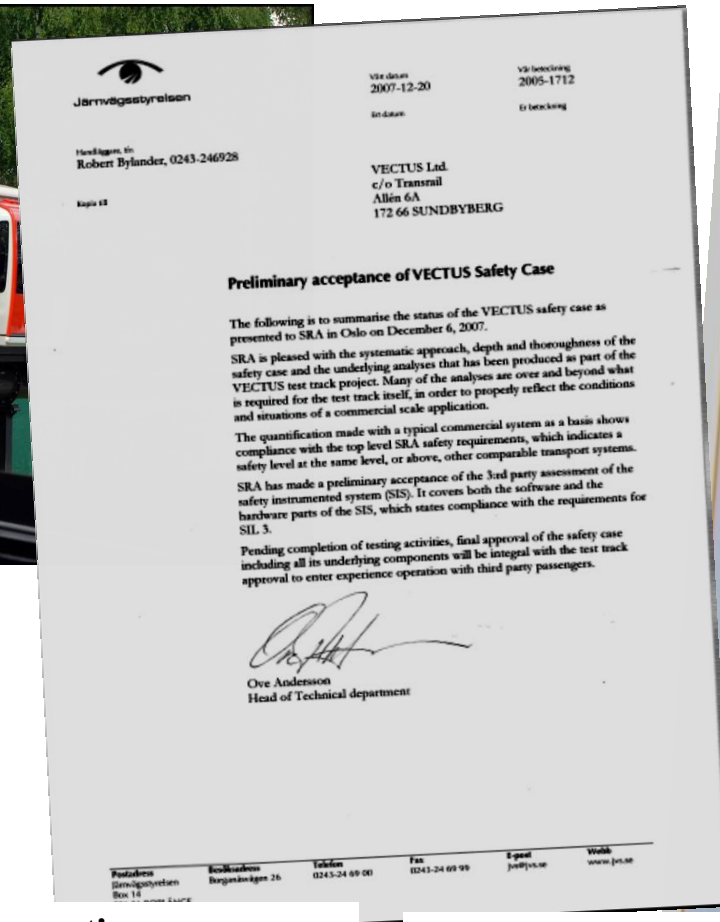 Järnvägsstyrelsen
Vårt datum
2007-12-20
Vår beteckning
2005-1712
Ert datum
Er beteckning
Handläggare, tfn
Robert Bylander, 0243-246928
Kopia till
VECTUS Ltd.
c/o Transrail
Allén 6A
172 66 SUNDBYBERG
Preliminary acceptance of VECTUS Safety Case
The following is to summarise the status of the VECTUS safety case as
presented to SRA in Oslo on December 6, 2007.
SRA is pleased with the systematic approach, depth and thoroughness of the
safety case and the underlying analyses that has been produced as part of the
VECTUS test track project. Many of the analyses are over and beyond what
is required for the test track itself, in order to properly reflect the conditions
and situations of a commercial scale application.
The quantification made with a typical commercial system as a basis shows
compliance with the top level SRA safety requirements, which indicates a
safety level at the same level, or above, other comparable transport systems.
SRA has made a preliminary acceptance of the 3:rd party assessment of the
safety instrumented system (SIS). It covers both the software and the
hardware parts of the SIS, which states compliance with the requirements for
SIL 3.
Pending completion of testing activities, final approval of the safety case
including all its underlying components will be integral with the test track
approval to enter experience operation with third party passengers.
Ove Andersson
Head of Technical department
Postadress
Järnvägsstyrelsen
Box 14
Besöksadress
Borganäsvägen 26
Telefon
0243-24 69 00
Fax
0243-24 69 99
E-post
jvs@jvs.se
Webb
www.jvs.se